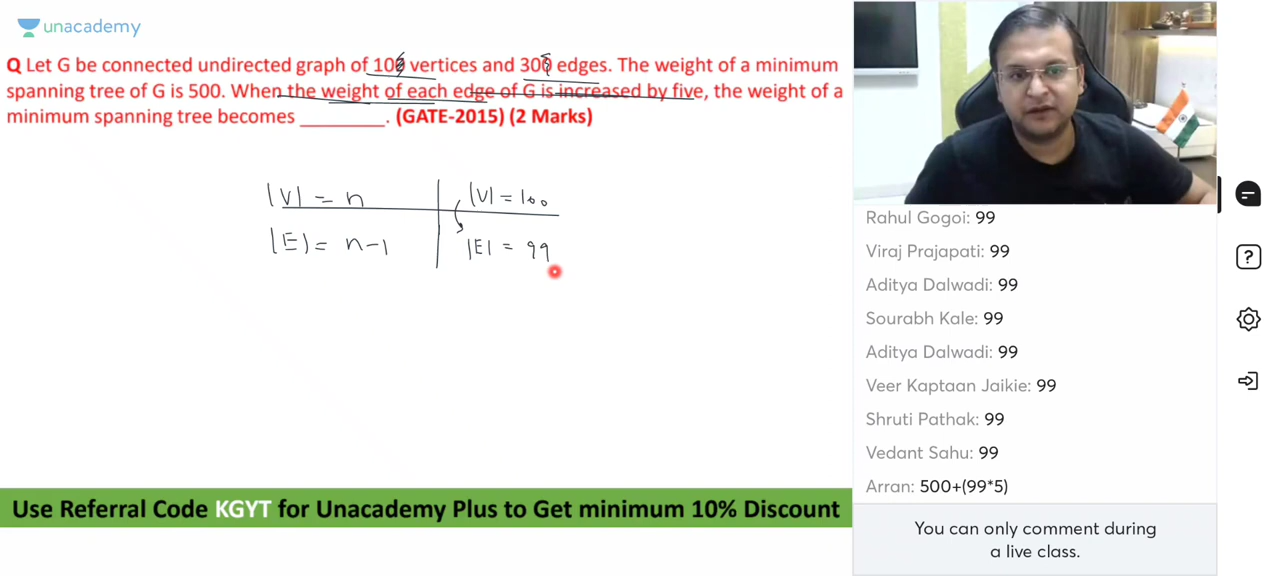 unacademy
Q Let G be connected undirected graph of 100 vertices and 300 edges. The weight of a minimum
spanning tree of G is 500. When the weight of each edge of G is increased by five, the weight of a
minimum spanning tree becomes ________. (GATE-2015) (2 Marks)
|V| = n
|V| = 100
|E| = n-1
|E| = 99
Use Referral Code KGYT for Unacademy Plus to Get minimum 10% Discount
Rahul Gogoi: 99
Viraj Prajapati: 99
Aditya Dalwadi: 99
Sourabh Kale: 99
Aditya Dalwadi: 99
Veer Kaptaan Jaikie: 99
Shruti Pathak: 99
Vedant Sahu: 99
Arran: 500+(99*5)
You can only comment during
a live class.